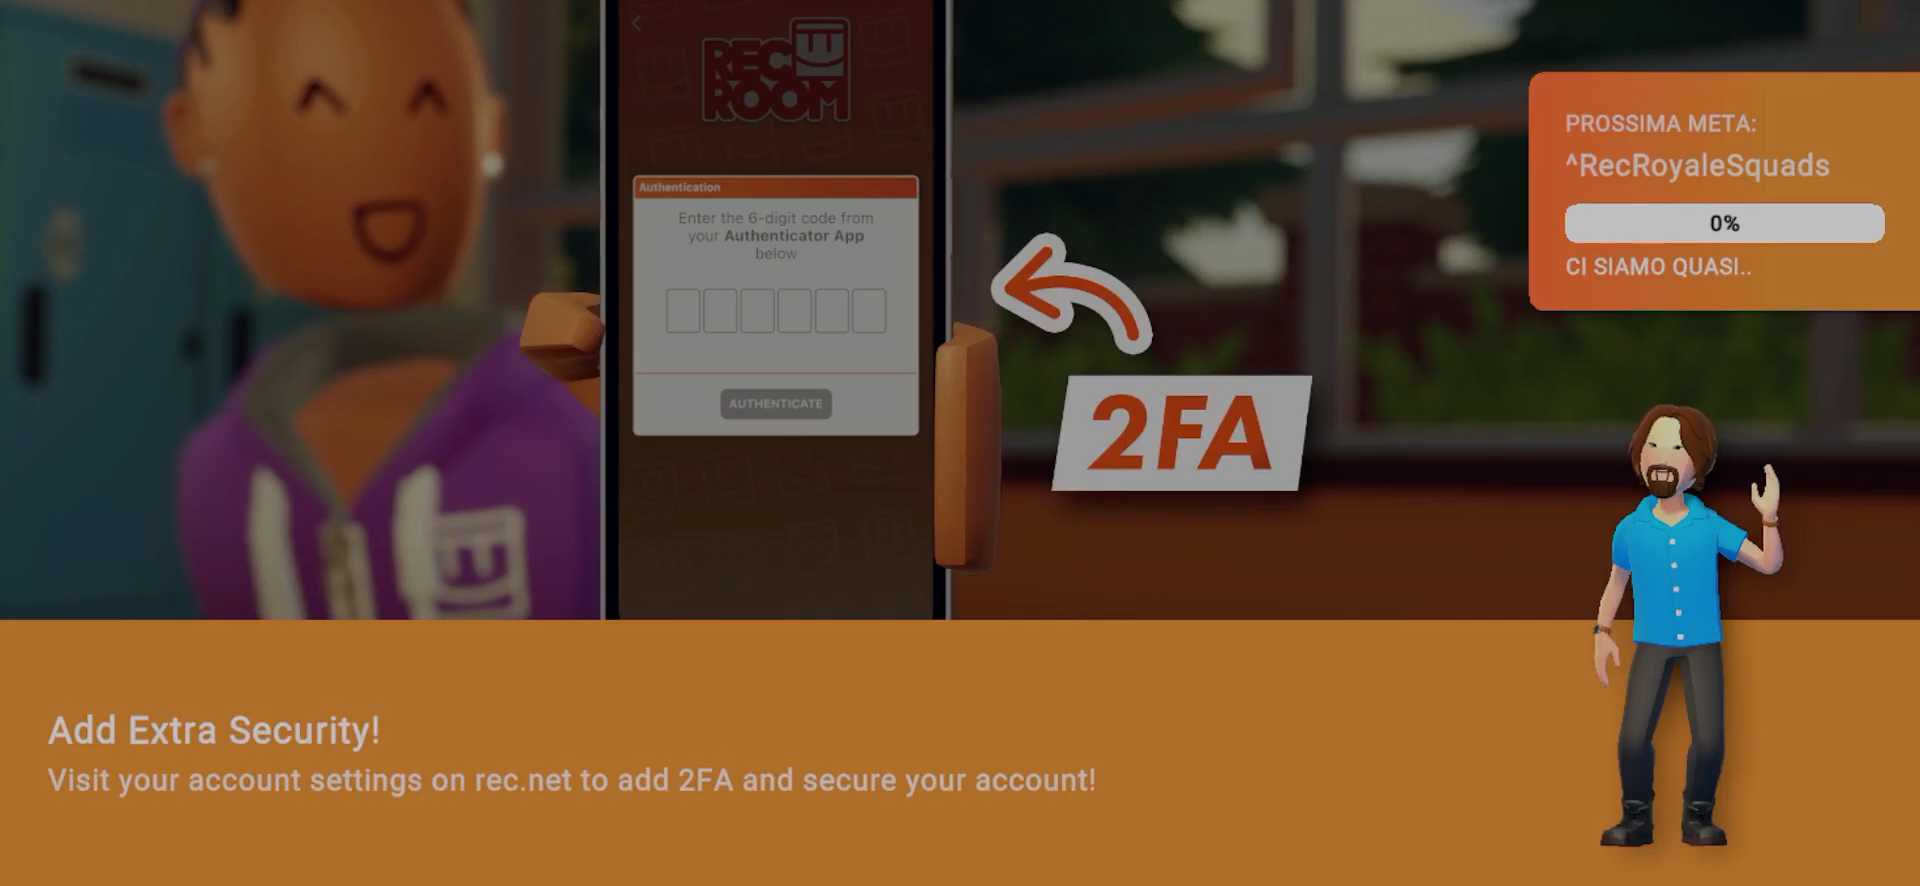 REC
ROOM
Authentication
Enter the 6-digit code from
your Authenticator App
below
AUTHENTICATE
2FA
PROSSIMA META:
^RecRoyaleSquads
0%
CI SIAMO QUASI..
Add Extra Security!
Visit your account settings on rec.net to add 2FA and secure your account!